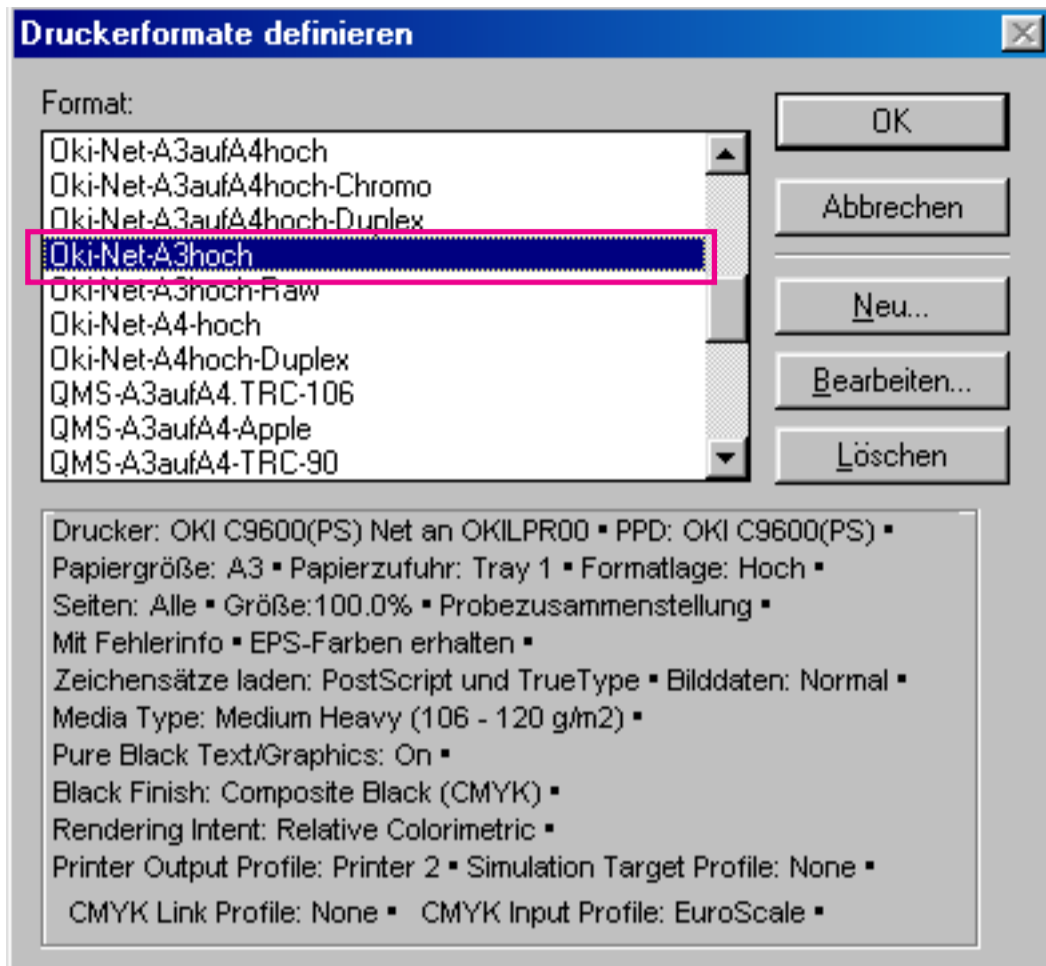 Druckerformate definieren
Format:
Oki-Net-A3aufA4hoch
Oki-Net-A3aufA4hoch-Chromo
Oki-Net-A3aufA4hoch-Duplex
Oki-Net-A3hoch
Oki-Net-A3hoch-Raw
Oki-Net-A4-hoch
Oki-Net-A4hoch-Duplex
QMS-A3aufA4.TRC-106
QMS-A3aufA4-Apple
QMS-A3aufA4-TRC-90
OK
Abbrechen
Neu...
Bearbeiten...
Löschen
Drucker: OKI C9600(PS) Net an OKILPR00 ▪ PPD: OKI C9600(PS) ▪
Papiergröße: A3 ▪ Papierzufuhr: Tray 1 ▪ Formatlage: Hoch ▪
Seiten: Alle ▪ Größe:100.0% ▪ Probezusammenstellung ▪
Mit Fehlerinfo ▪ EPS-Farben erhalten ▪
Zeichensätze laden: PostScript und TrueType ▪ Bilddaten: Normal ▪
Media Type: Medium Heavy (106 - 120 g/m2) ▪
Pure Black Text/Graphics: On ▪
Black Finish: Composite Black (CMYK) ▪
Rendering Intent: Relative Colorimetric ▪
Printer Output Profile: Printer 2 ▪ Simulation Target Profile: None ▪
CMYK Link Profile: None ▪ CMYK Input Profile: EuroScale ▪